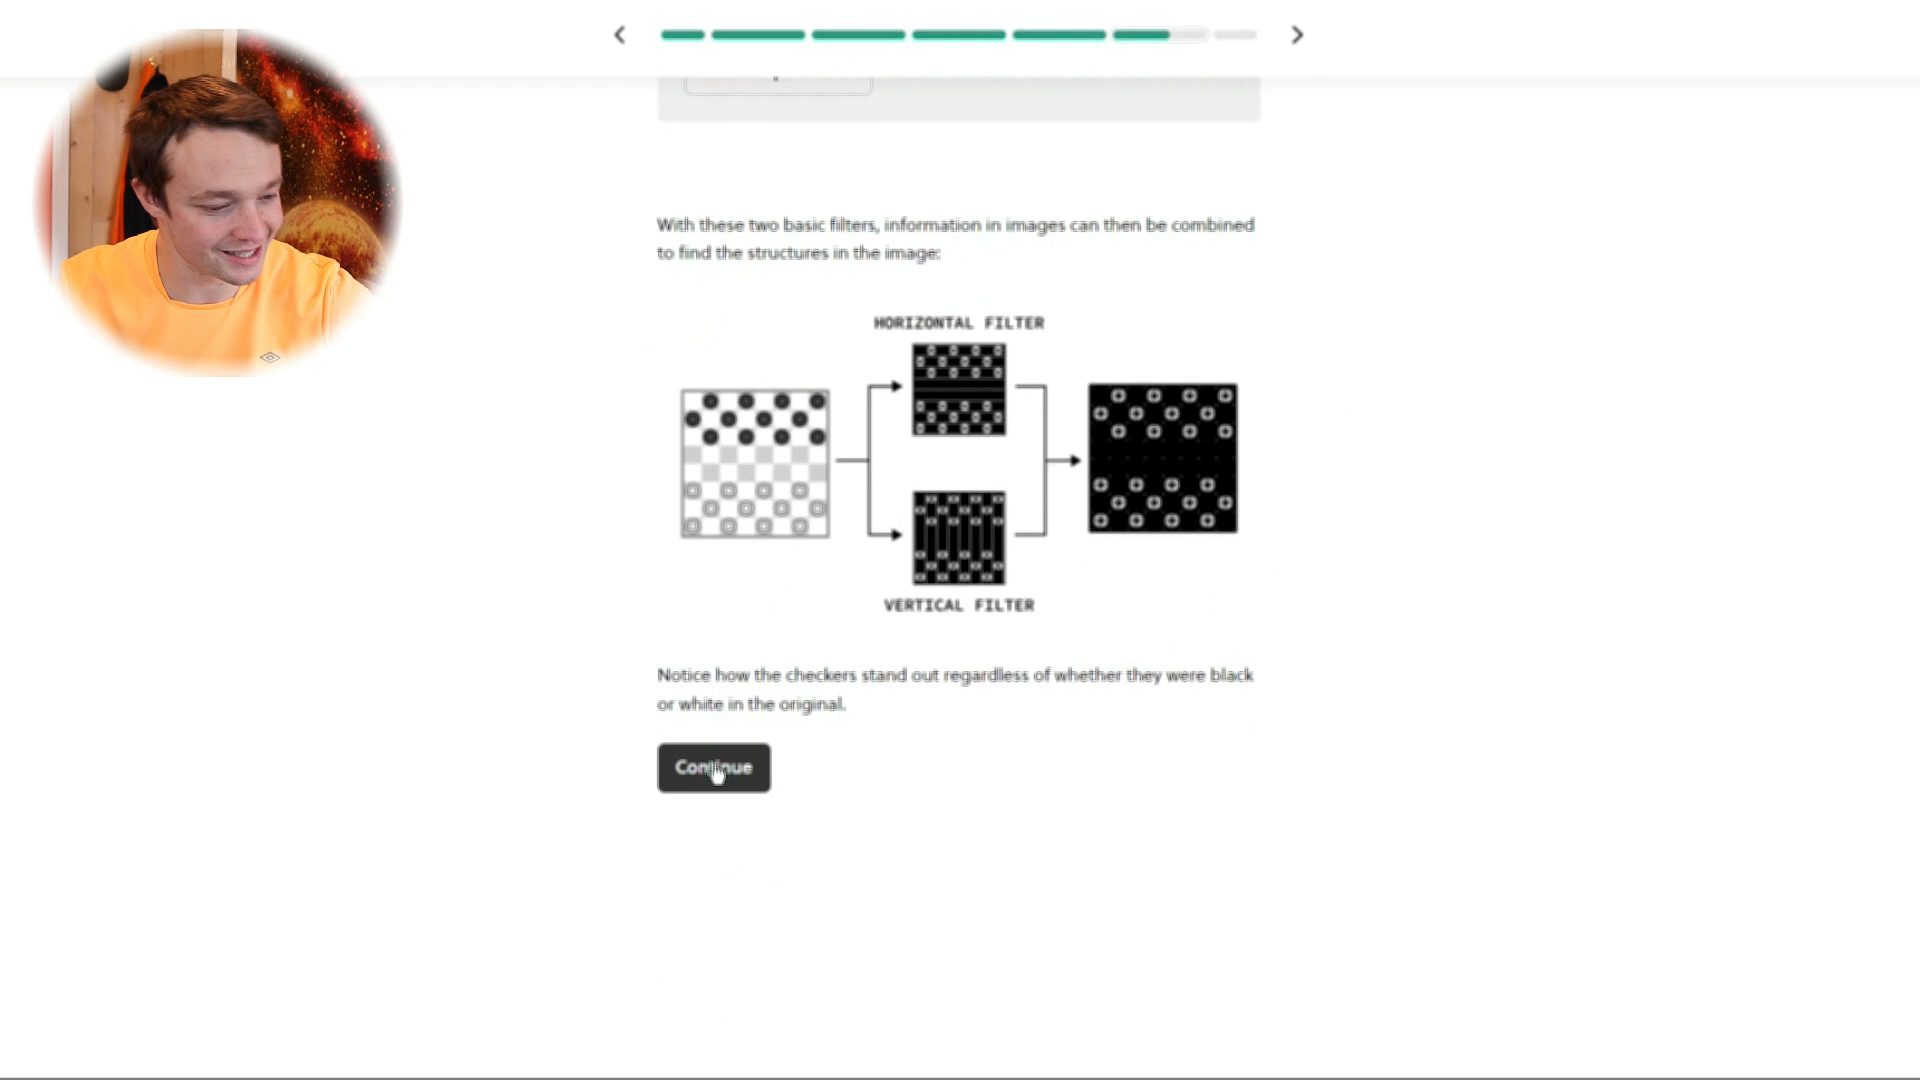 With these two basic filters, information in images can then be combined
to find the structures in the image:
HORIZONTAL FILTER
VERTICAL FILTER
Notice how the checkers stand out regardless of whether they were black
or white in the original.
Continue